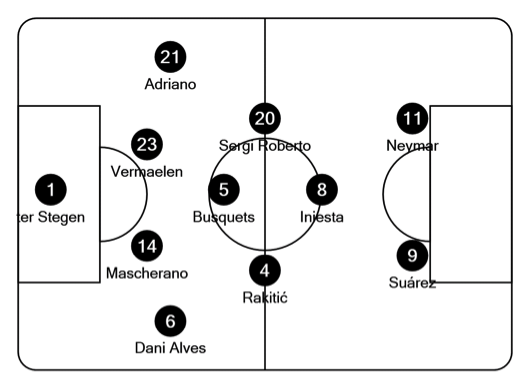 21
Adriano
20
Sergi Roberto
11
Neymar
23
Vermaelen
1
ter Stegen
5
Busquets
8
Iniesta
14
Mascherano
9
Suárez
4
Rakitić
6
Dani Alves